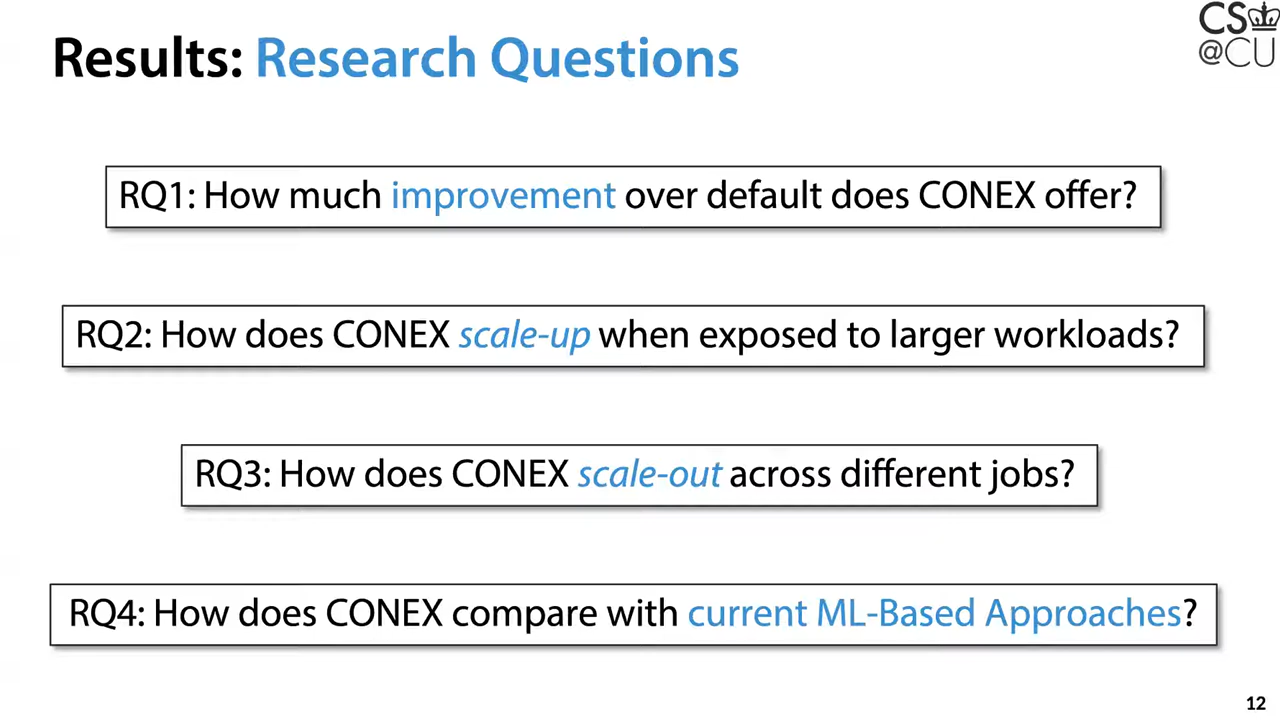 CS
@CU
Results: Research Questions
RQ1: How much improvement over default does CONEX offer?
RQ2: How does CONEX scale-up when exposed to larger workloads?
RQ3: How does CONEX scale-out across different jobs?
RQ4: How does CONEX compare with current ML-Based Approaches?
12